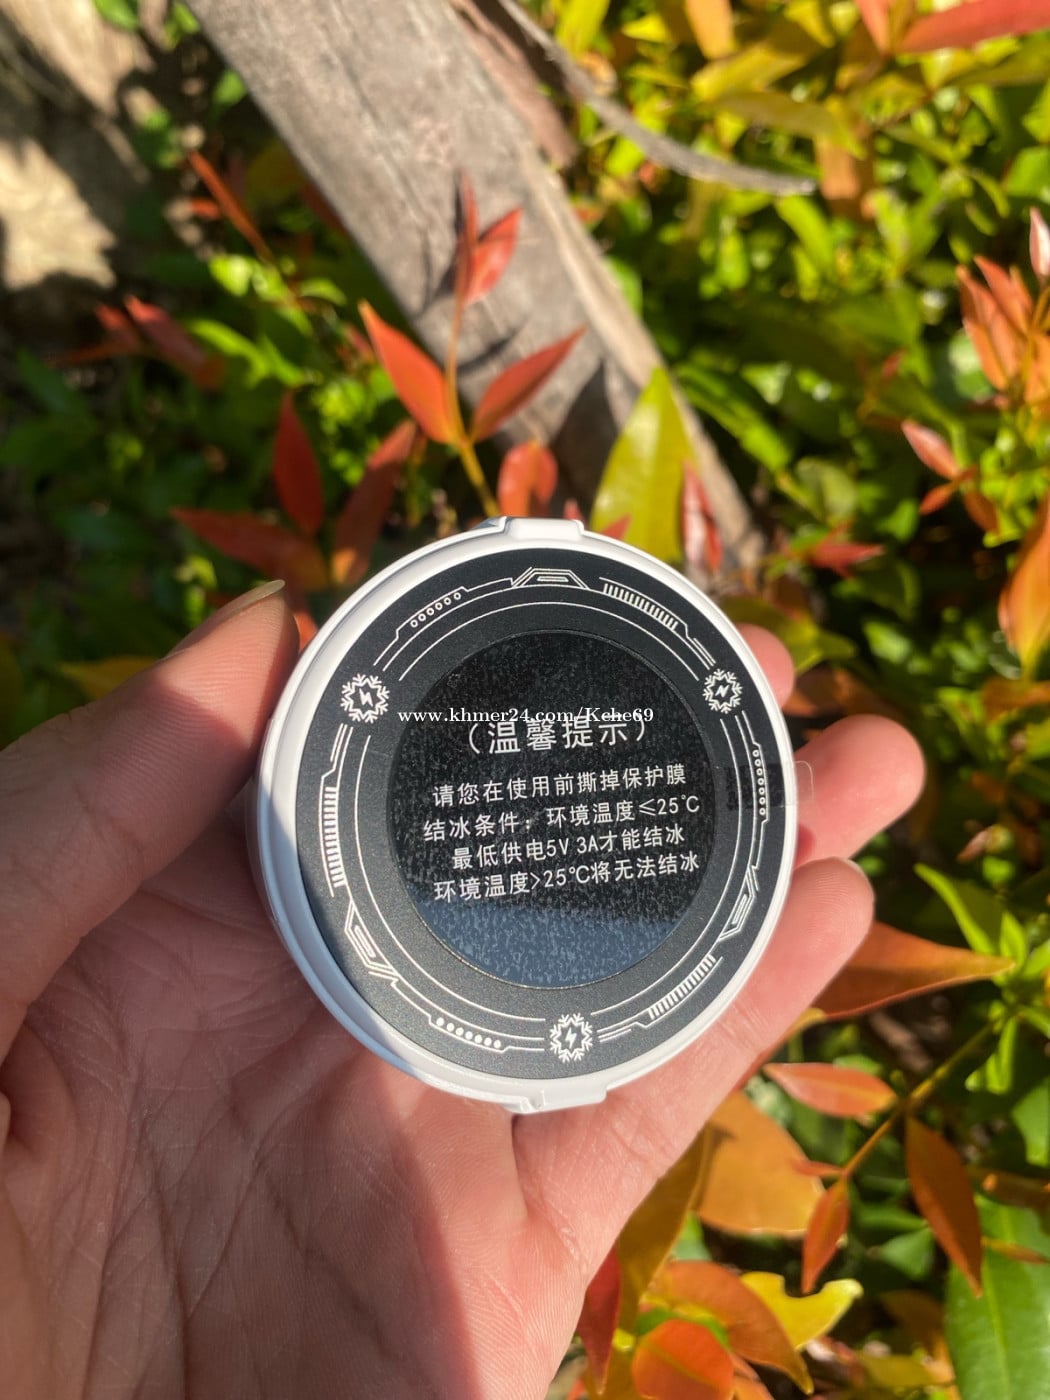 www.khmer24.com/Kehe69
（温馨提示）
请您在使用前撕掉保护膜
结冰条件：环境温度≤25℃
最低供电5V 3A才能结冰
环境温度>25℃将无法结冰